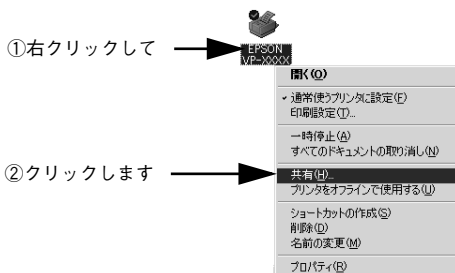 ①右クリックして
EPSON
VP-XXXX
開く(O)
通常使うプリンタに設定(F)
印刷設定(T)...
一時停止(A)
すべてのドキュメントの取り消し(N)
②クリックします
共有(H)...
プリンタをオフラインで使用する(U)
ショートカットの作成(S)
削除(D)
名前の変更(M)
プロパティ(R)